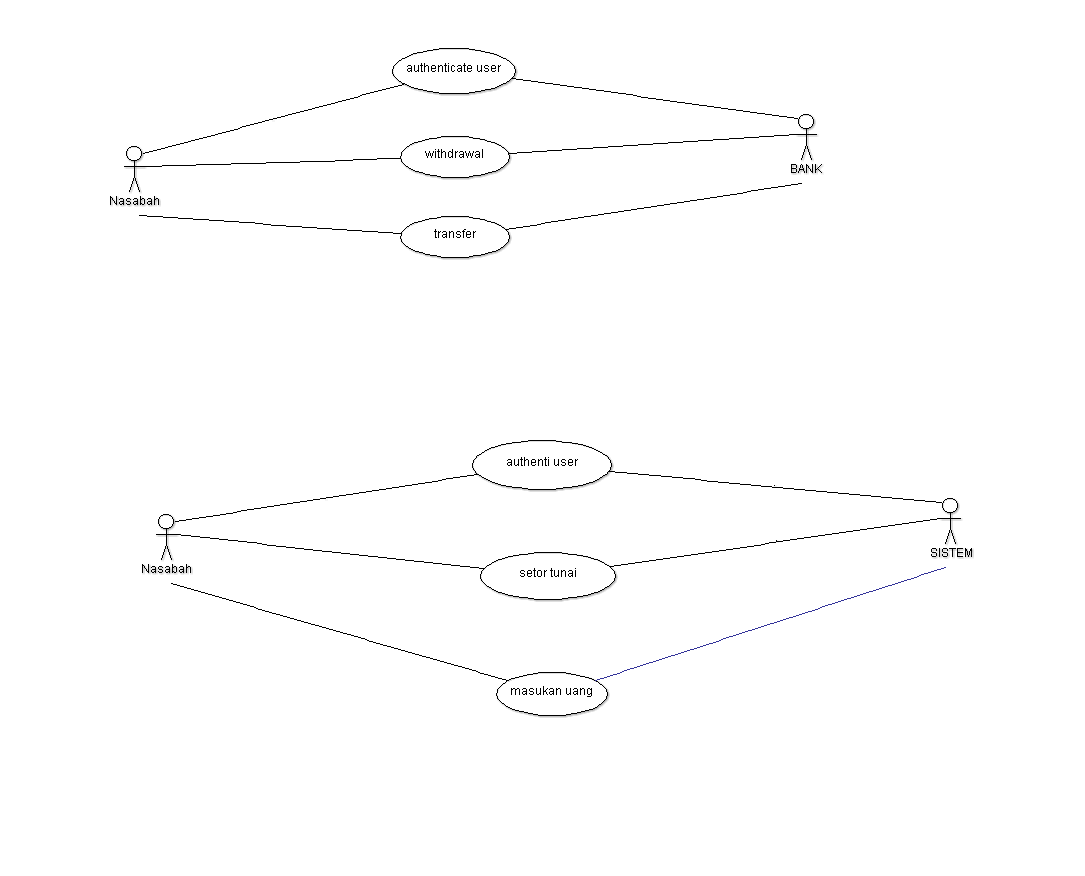 authenticate user
withdrawal
BANK
Nasabah
transfer
authenti user
setor tunai
SISTEM
Nasabah
masukan uang